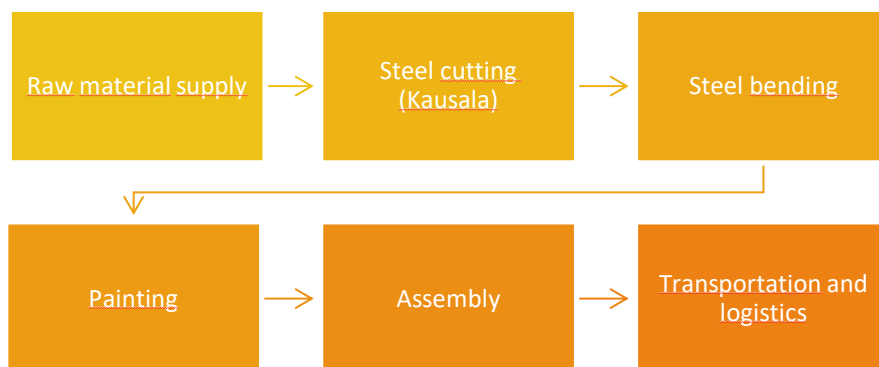 Raw material supply
Steel cutting
(Kausala)
Steel bending
Painting
Assembly
Transportation and
logistics